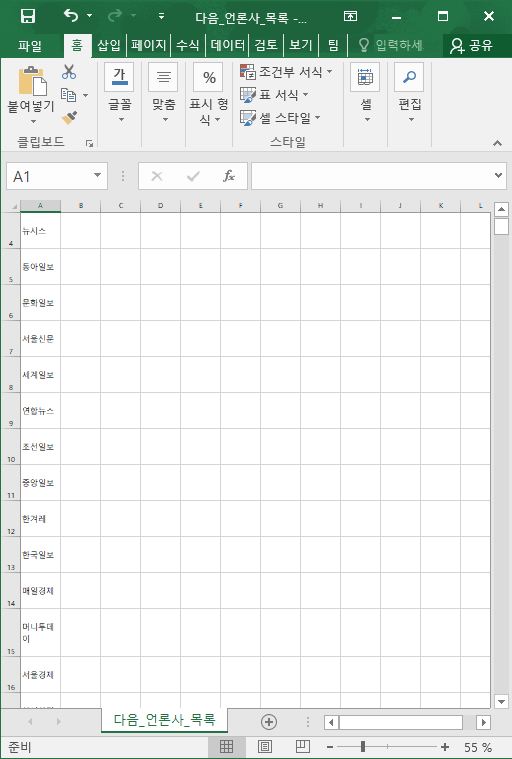 다음_언론사_목록 -...
파일 홈 삽입 페이지 수식 데이터 검토 보기 팀 입력하세 공유
붙여넣기
클립보드
가
글꼴
맞춤
%
표시 형식
조건부 서식
표 서식
셀 스타일
스타일
셀
편집
A1
fx
A B C D E F G H I J K L
4 뉴시스
5 동아일보
6 문화일보
7 서울신문
8 세계일보
9 연합뉴스
10 조선일보
11 중앙일보
12 한겨레
13 한국일보
14 매일경제
15 머니투데
이
16 서울경제
다음_언론사_목록
준비
55 %